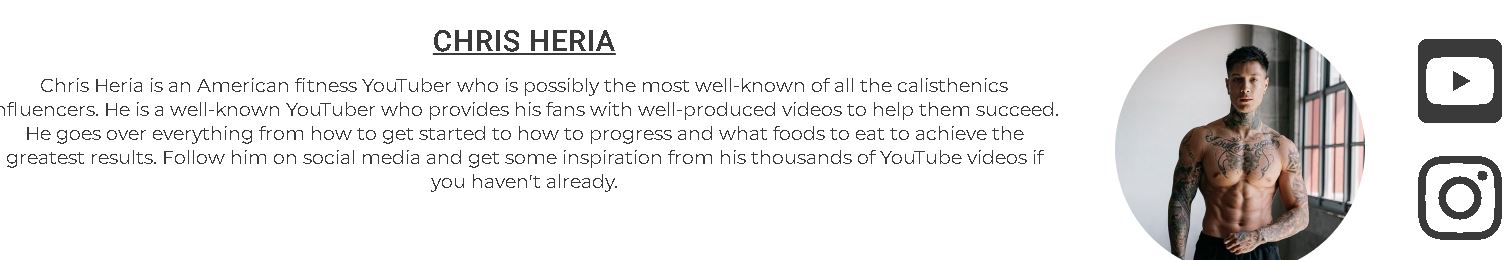 CHRIS HERIA
Chris Heria is an American fitness YouTuber who is possibly the most well-known of all the calisthenics
nfluencers. He is a well-known YouTuber who provides his fans with well-produced videos to help them succeed.
He goes over everything from how to get started to how to progress and what foods to eat to achieve the
greatest results. Follow him on social media and get some inspiration from his thousands of YouTube videos if
you haven't already.